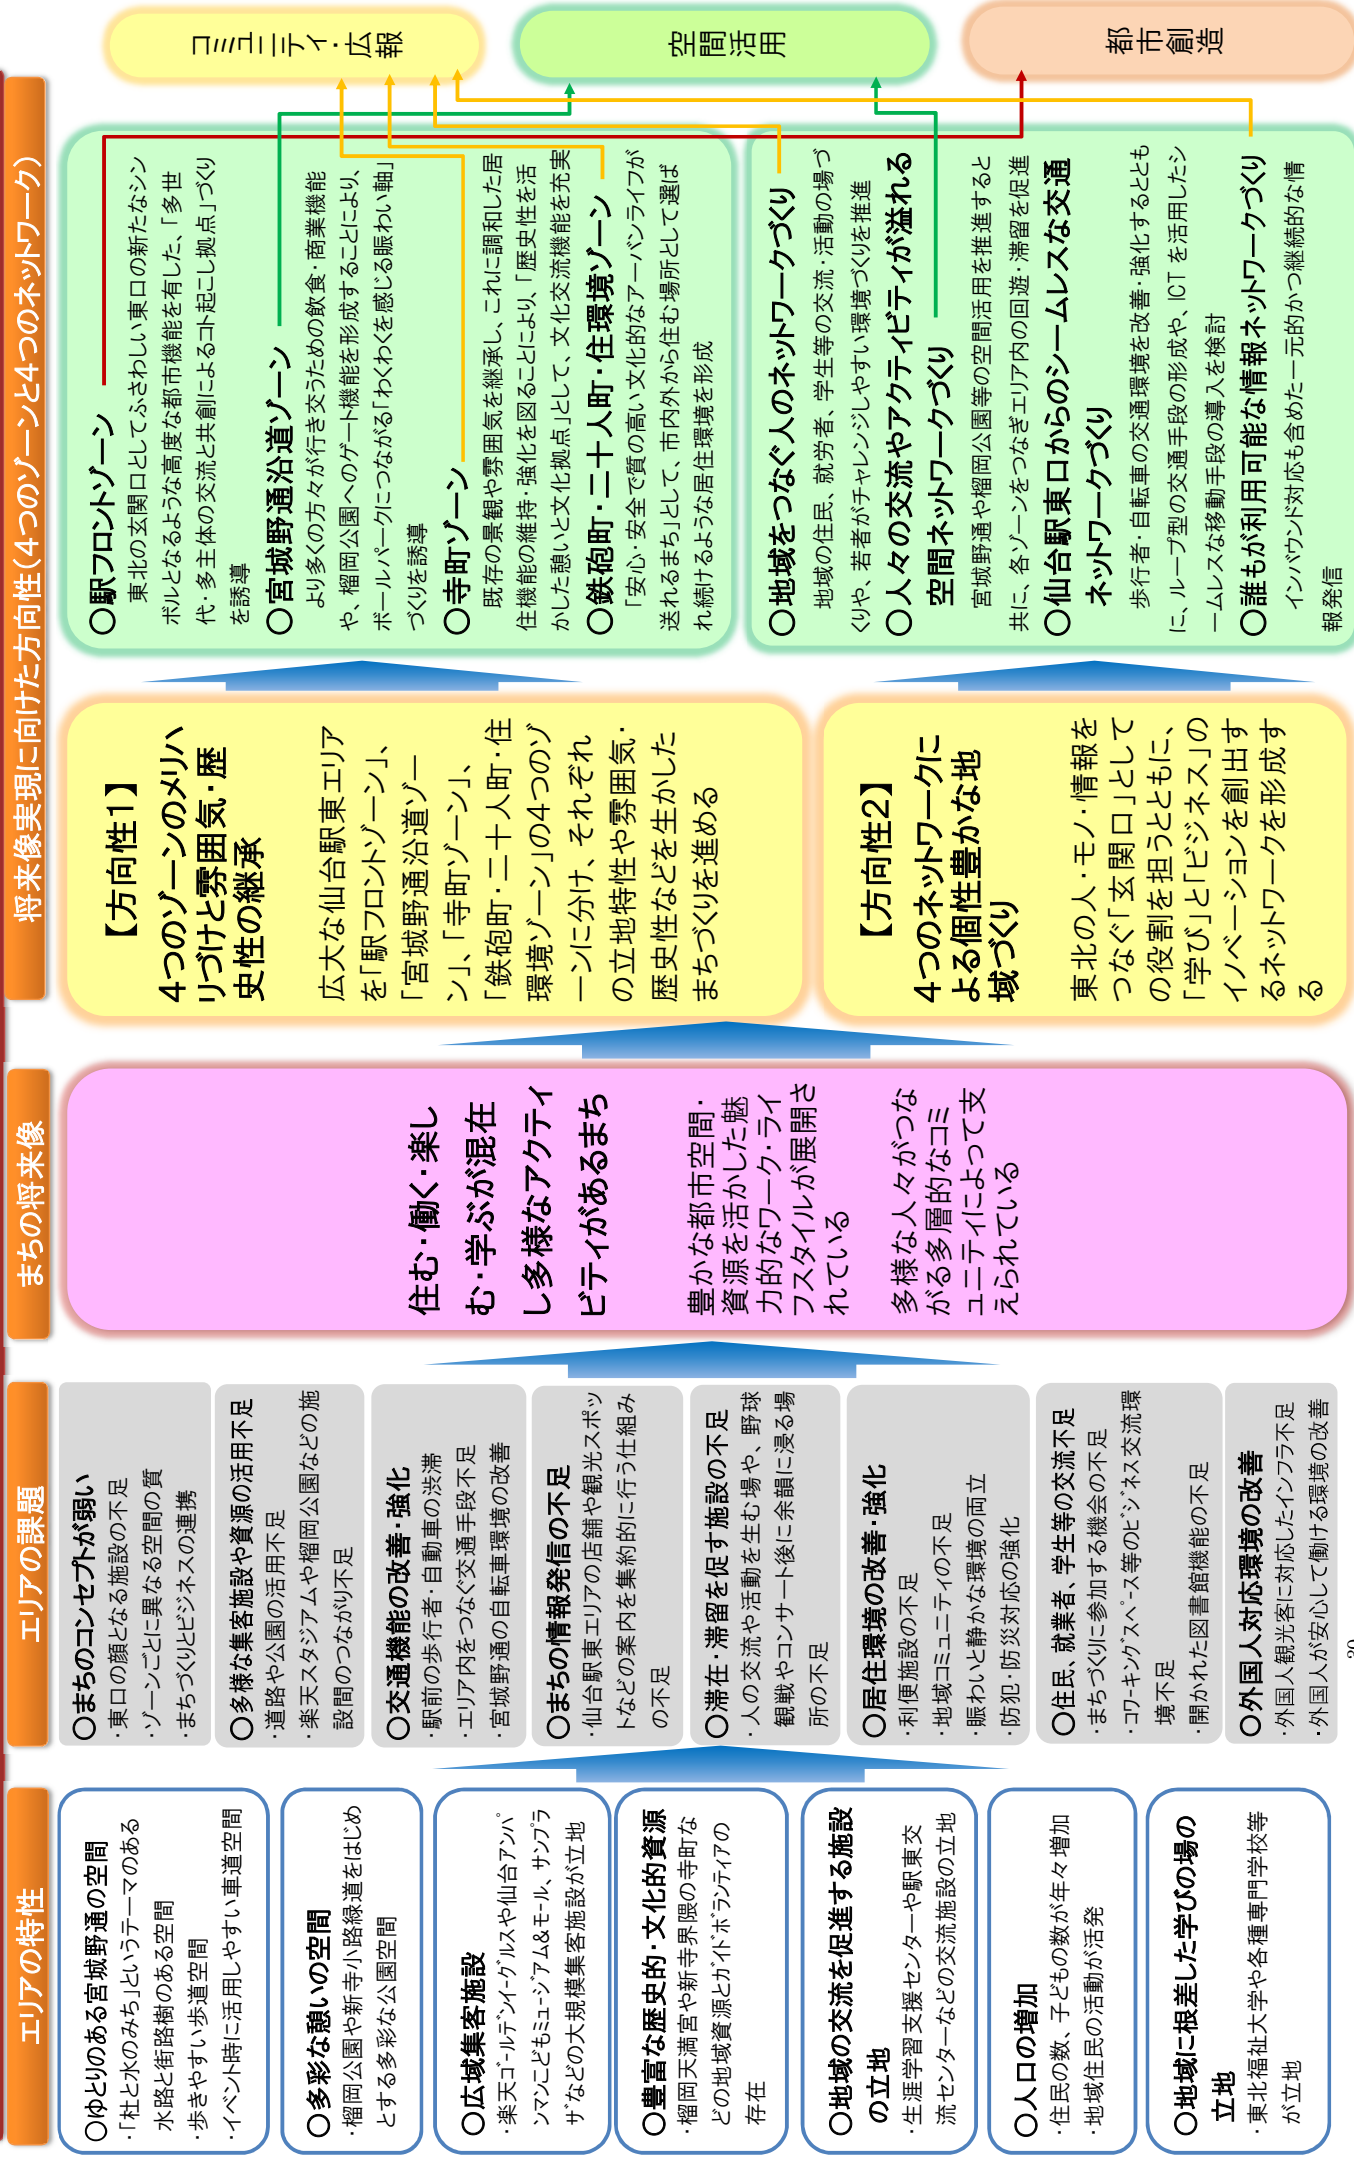 エリアの特性
〇ゆとりのある宮城野通の空間
・「杜と水のみち」というテーマのある
水路と街路樹のある空間
・歩きやすい歩道空間
・イベント時に活用しやすい車道空間
〇多彩な憩いの空間
・榴岡公園や新寺小路緑道をはじめ
とする多彩な公園空間
〇広域集客施設
・楽天ｺﾞｰﾙﾃﾞﾝｲｰｸﾞﾙｽや仙台アンパ
ンマンこどもﾐｭｰｼﾞｱﾑ&モール、サンプラ
ザなどの大規模集客施設が立地
〇豊富な歴史的・文化的資源
・榴岡天満宮や新寺界隈の寺町な
どの地域資源とｶﾞｲﾄﾞﾎﾞﾗﾝﾃｨｱの
存在
〇地域の交流を促進する施設
の立地
・生涯学習支援センターや駅東交
流センターなどの交流施設の立地
〇人口の増加
・住民の数、子どもの数が年々増加
・地域住民の活動が活発
〇地域に根差した学びの場の
立地
・東北福祉大学や各種専門学校等
が立地
エリアの課題
〇まちのコンセプトが弱い
・東口の顔となる施設の不足
・ゾーンごとに異なる空間の質
・まちづくりとビジネスの連携
〇多様な集客施設や資源の活用不足
・道路や公園の活用不足
・楽天スタジアムや榴岡公園などの施
設間のつながり不足
〇交通機能の改善・強化
・駅前の歩行者・自動車の渋滞
・エリア内をつなぐ交通手段不足
・宮城野通の自転車環境の改善
〇まちの情報発信の不足
・仙台駅東エリアの店舗や観光スポッ
トなどの案内を集約的に行う仕組み
の不足
〇滞在・滞留を促す施設の不足
・人の交流や活動を生む場や、野球
観戦やコンサート後に余韻に浸る場
所の不足
〇居住環境の改善・強化
・利便施設の不足
・地域コミュニティの不足
・賑わいと静かな環境の両立
・防犯・防災対応の強化
〇住民、就業者、学生等の交流不足
・まちづくりに参加する機会の不足
・ｺﾜｰｷﾝｸﾞｽﾍﾟｰｽ等のﾋﾞｼﾞﾈｽ交流環
境不足
・開かれた図書館機能の不足
〇外国人対応環境の改善
・外国人観光客に対応したインフラ不足
・外国人が安心して働ける環境の改善
まちの将来像
住む・働く・楽し
む・学ぶが混在
し多様なアクティ
ビティがあるまち
豊かな都市空間・
資源を活かした魅
力的なワーク・ライ
フスタイルが展開さ
れている
多様な人々がつな
がる多層的なコミ
ュニティによって支
えられている
将来像実現に向けた方向性(４つのゾーンと４つのネットワーク)
【方向性１】
４つのゾーンのメリハ
リづけと雰囲気・歴
史性の継承
広大な仙台駅東エリア
を「駅フロントゾーン」、
「宮城野通沿道ゾー
ン」、「寺町ゾーン」、
「鉄砲町・二十人町・住
環境ゾーン」の４つのゾ
ーンに分け、それぞれ
の立地特性や雰囲気・
歴史性などを生かした
まちづくりを進める
【方向性２】
４つのネットワークに
よる個性豊かな地
域づくり
東北の人・モノ・情報を
つなぐ「玄関口」として
の役割を担うとともに、
「学び」と「ビジネス」の
イノベーションを創出す
るネットワークを形成す
る
〇駅フロントゾーン
東北の玄関口としてふさわしい東口の新たなシン
ボルとなるような高度な都市機能を有した、「多世
代・多主体の交流と共創によるコト起こし拠点」づくり
を誘導
〇宮城野通沿道ゾーン
より多くの方々が行き交うための飲食・商業機能
や、榴岡公園へのゲート機能を形成することにより、
ボールパークにつながる「わくわくを感じる賑わい軸」
づくりを誘導
〇寺町ゾーン
既存の景観や雰囲気を継承し、これに調和した居
住機能の維持・強化を図ることにより、「歴史性を活
かした憩いと文化拠点」として、文化交流機能を充実
〇鉄砲町・二十人町・住環境ゾーン
「安心・安全で質の高い文化的なアーバンライフが
送れるまち」として、市内外から住む場所として選ば
れ続けるような居住環境を形成
〇地域をつなぐ人のネットワークづくり
地域の住民、就労者、学生等の交流・活動の場づ
くりや、若者がチャレンジしやすい環境づくりを推進
〇人々の交流やアクティビティが溢れる
空間ネットワークづくり
宮城野通や榴岡公園等の空間活用を推進すると
共に、各ゾーンをつなぎエリア内の回遊・滞留を促進
〇仙台駅東口からのシームレスな交通
ネットワークづくり
歩行者・自転車の交通環境を改善・強化するととも
に、ループ型の交通手段の形成や、ICT を活用したシ
ームレスな移動手段の導入を検討
〇誰もが利用可能な情報ネットワークづくり
インバウンド対応も含めた一元的かつ継続的な情
報発信
コミュニティ・広報
空間活用
都市創造